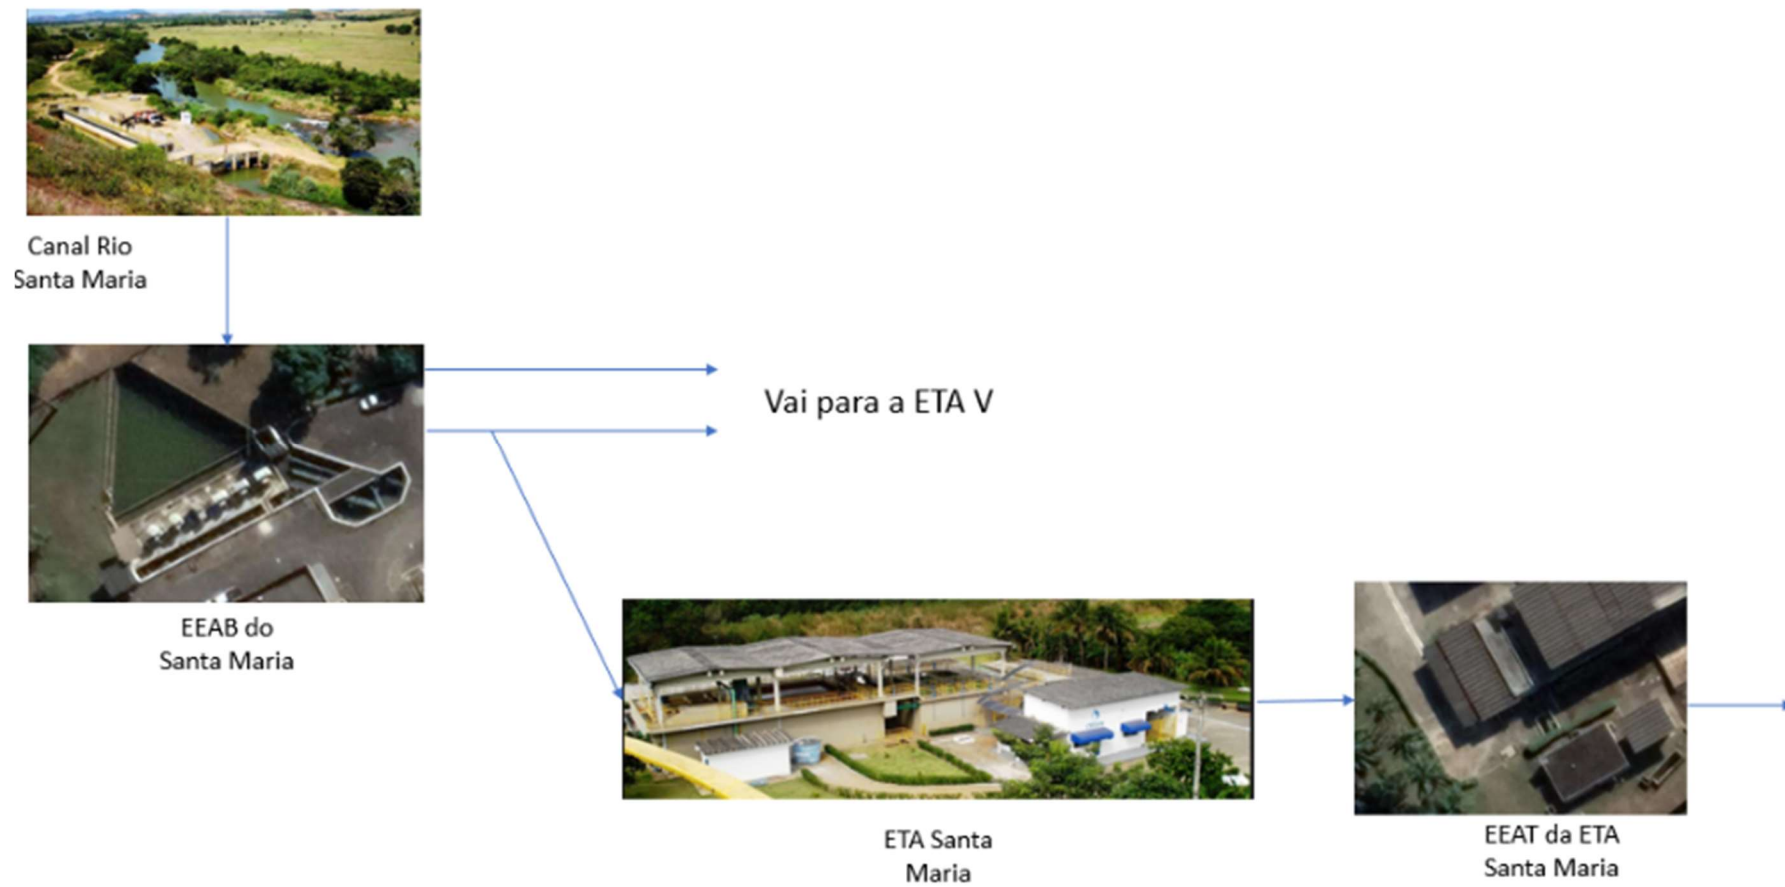 Canal Rio
Santa Maria
Vai para a ETA V
EEAB do
Santa Maria
ETA Santa
Maria
EEAT da ETA
Santa Maria